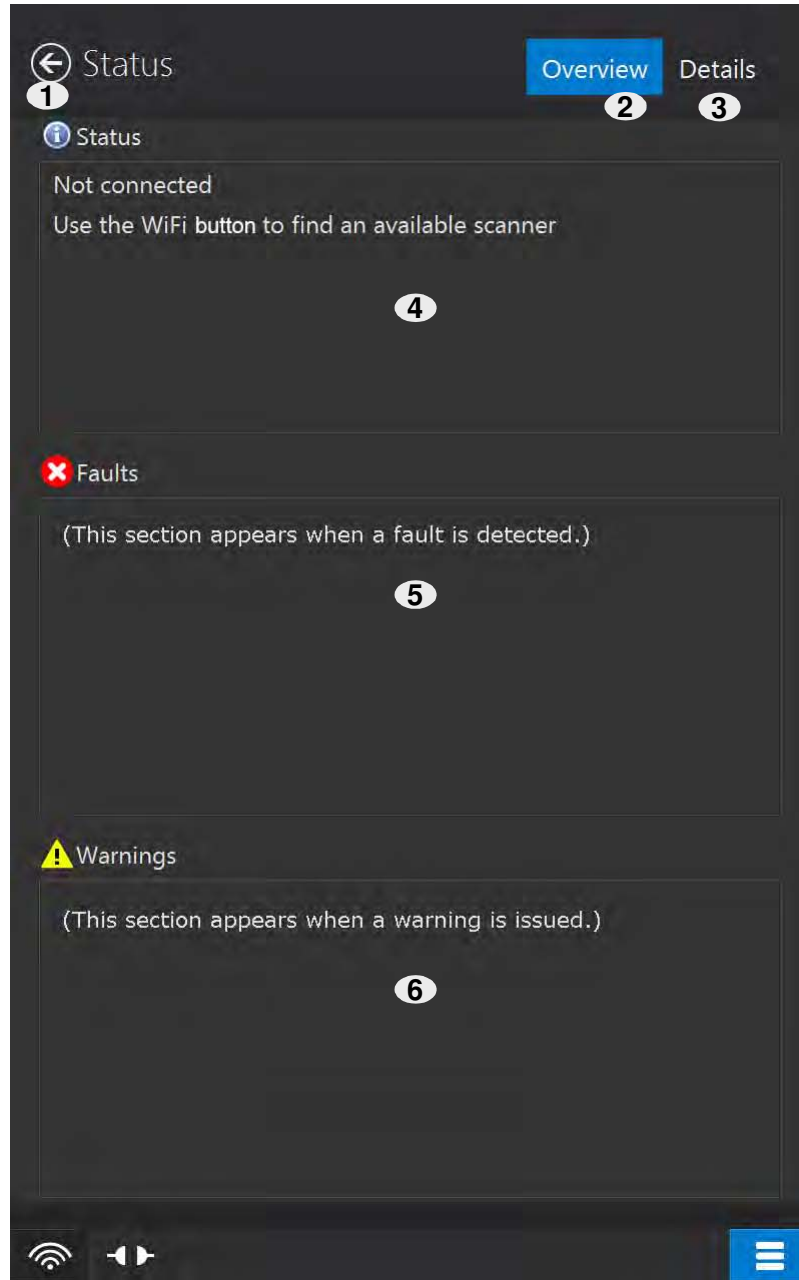 Status
Overview Details
1
2
3
Status
Not connected
Use the WiFi button to find an available scanner
4
Faults
(This section appears when a fault is detected.)
5
Warnings
(This section appears when a warning is issued.)
6